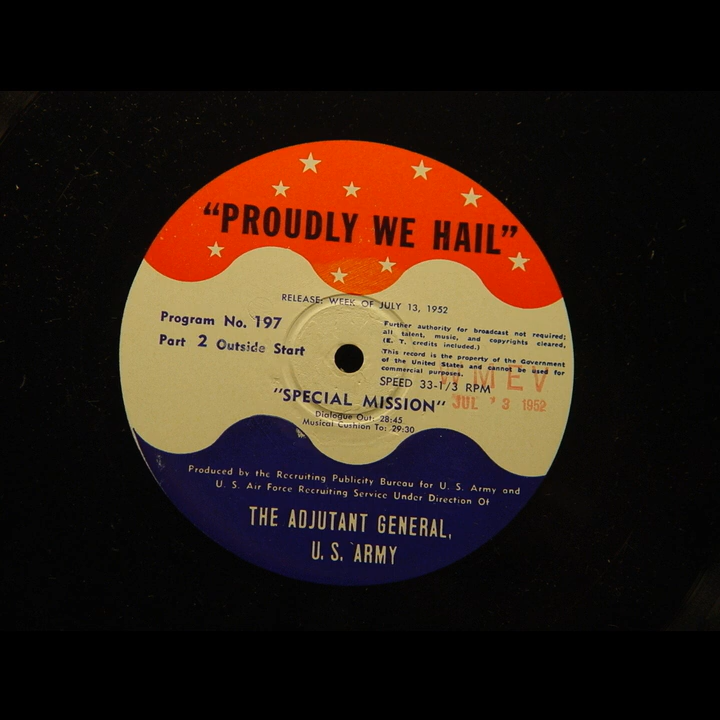 "PROUDLY WE HAIL"
RELEASE: WEEK OF JULY 13, 1952
Program No. 197
Part 2 Outside Start
Further authority for broadcast not required;
all talent, music, and copyrights cleared.
(E. T. credits included.)
This record is the property of the Government
of the United States and cannot be used for
commercial purposes.
WMEV
SPEED 33-1/3 RPM
JUL 3 1952
"SPECIAL MISSION"
Dialogue Out: 28:45
Musical Cushion To: 29:30
Produced by the Recruiting Publicity Bureau for U. S. Army and
U. S. Air Force Recruiting Service Under Direction Of
THE ADJUTANT GENERAL,
U. S. ARMY